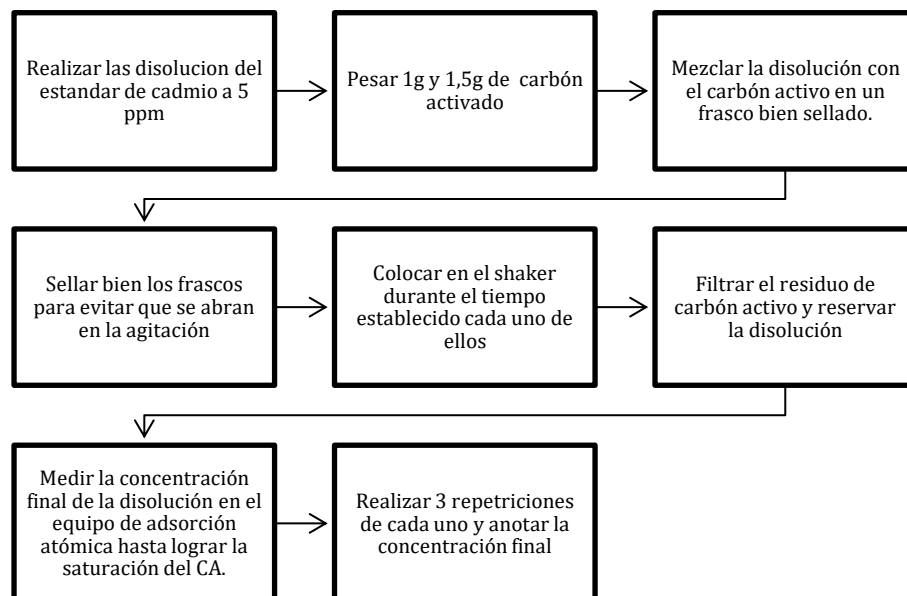 Realizar las disolucion del
estandar de cadmio a 5
ppm
Pesar 1g y 1,5g de carbón
activado
Mezclar la disolución con
el carbón activo en un
frasco bien sellado.
Sellar bien los frascos
para evitar que se abran
en la agitación
Colocar en el shaker
durante el tiempo
establecido cada uno de
ellos
Filtrar el residuo de
carbón activo y reservar
la disolución
Medir la concentración
final de la disolución en el
equipo de adsorción
atómica hasta lograr la
saturación del CA.
Realizar 3 repetriciones
de cada uno y anotar la
concentración final